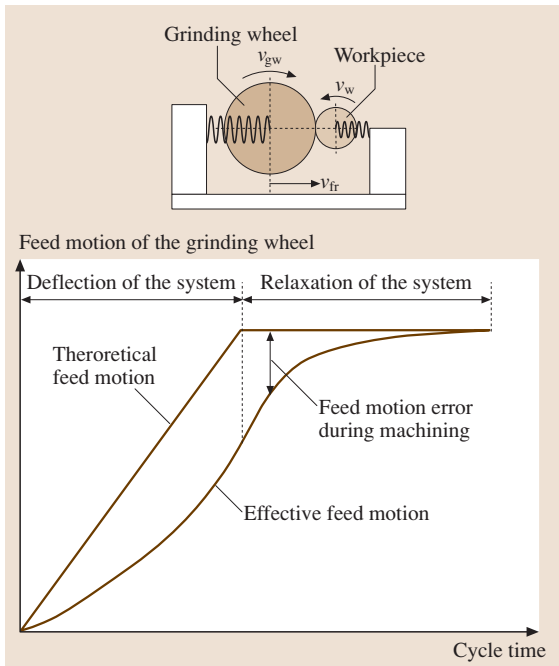 Grinding wheel
v_gw
v_w
Workpiece
v_fr
Feed motion of the grinding wheel
Deflection of the system
Relaxation of the system
Theroretical
feed motion
Feed motion error
during machining
Effective feed motion
Cycle time